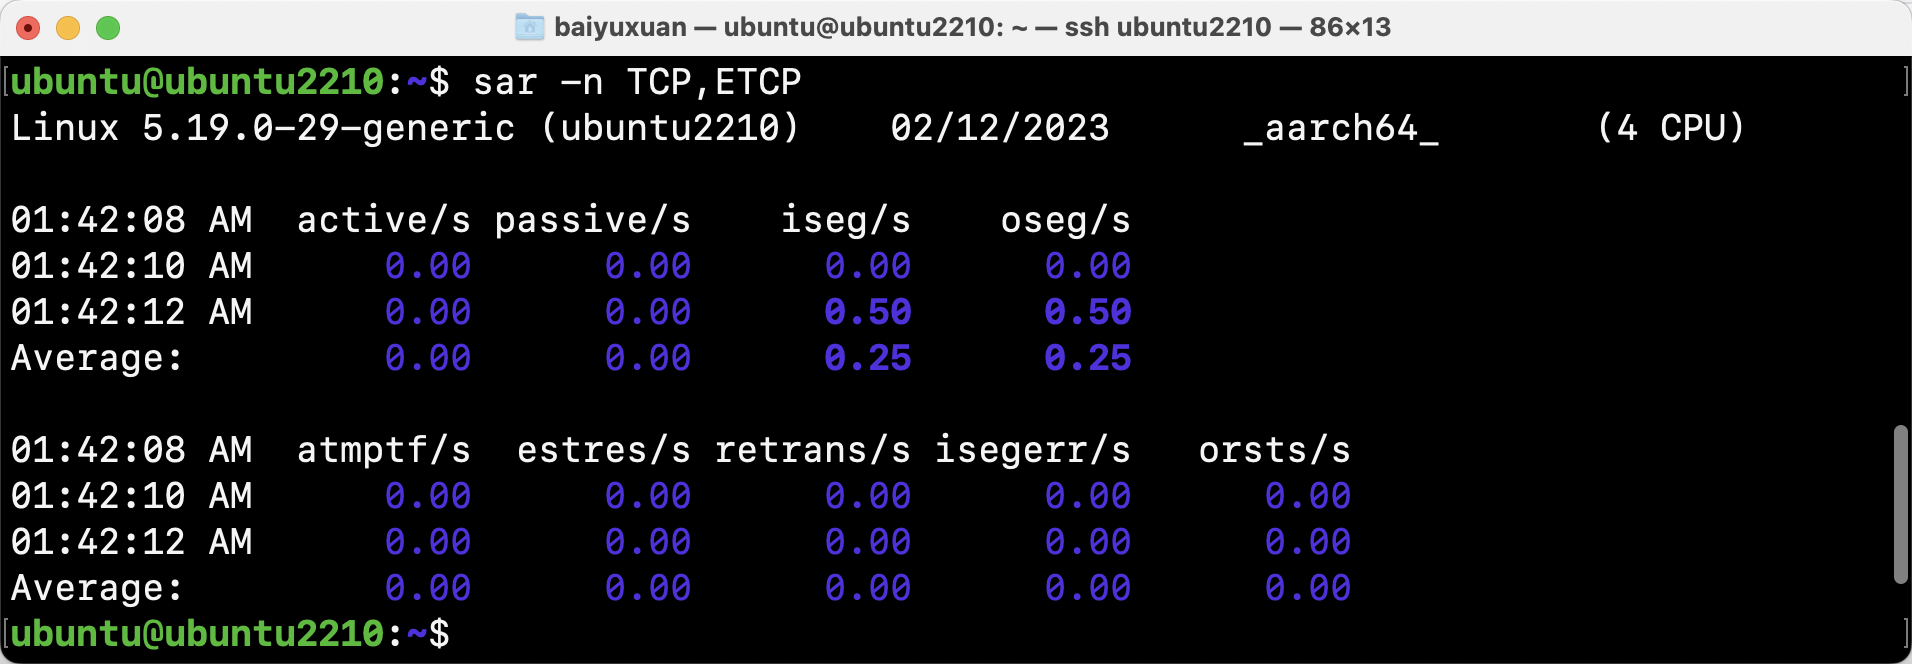 baiyuxuan — ubuntu@ubuntu2210: ~ — ssh ubuntu2210 — 86×13
ubuntu@ubuntu2210:~$ sar -n TCP,ETCP
Linux 5.19.0-29-generic (ubuntu2210)    02/12/2023      _aarch64_       (4 CPU)
01:42:08 AM  active/s passive/s    iseg/s    oseg/s
01:42:10 AM      0.00      0.00      0.00      0.00
01:42:12 AM      0.00      0.00      0.50      0.50
Average:         0.00      0.00      0.25      0.25
01:42:08 AM  atmptf/s  estres/s retrans/s isegerr/s   orsts/s
01:42:10 AM      0.00      0.00      0.00      0.00      0.00
01:42:12 AM      0.00      0.00      0.00      0.00      0.00
Average:         0.00      0.00      0.00      0.00      0.00
ubuntu@ubuntu2210:~$